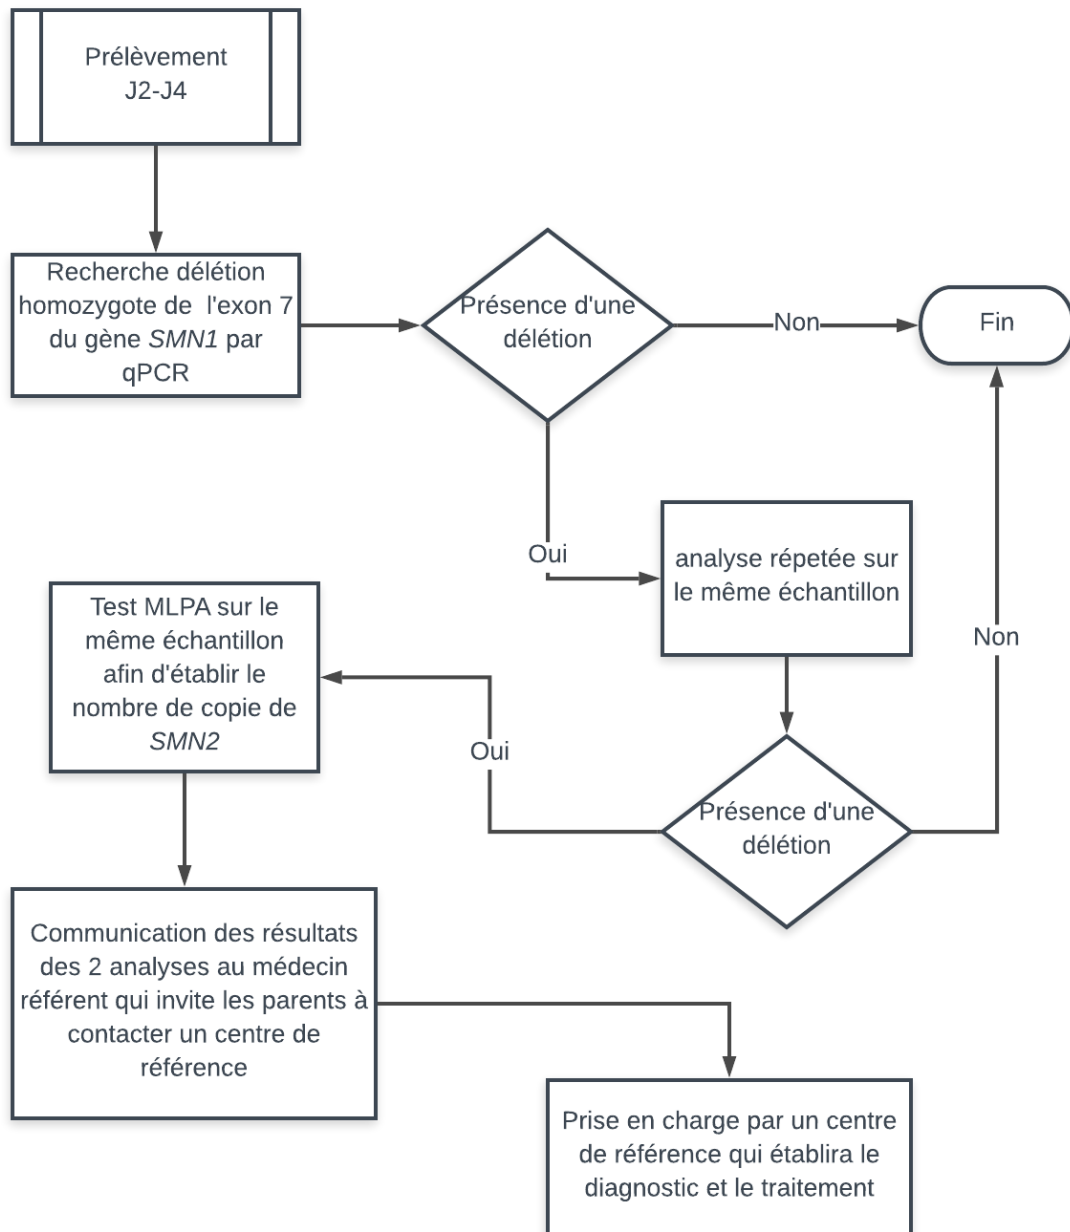 Prélèvement
J2-J4
Recherche délétion
homozygote de  l'exon 7
du gène SMN1 par
qPCR
Présence d'une
délétion
Non
Fin
Oui
analyse répetée sur
le même échantillon
Non
Test MLPA sur le
même échantillon
afin d'établir le
nombre de copie de
SMN2
Oui
Présence d'une
délétion
Communication des résultats
des 2 analyses au médecin
référent qui invite les parents à
contacter un centre de
référence
Prise en charge par un centre
de référence qui établira le
diagnostic et le traitement